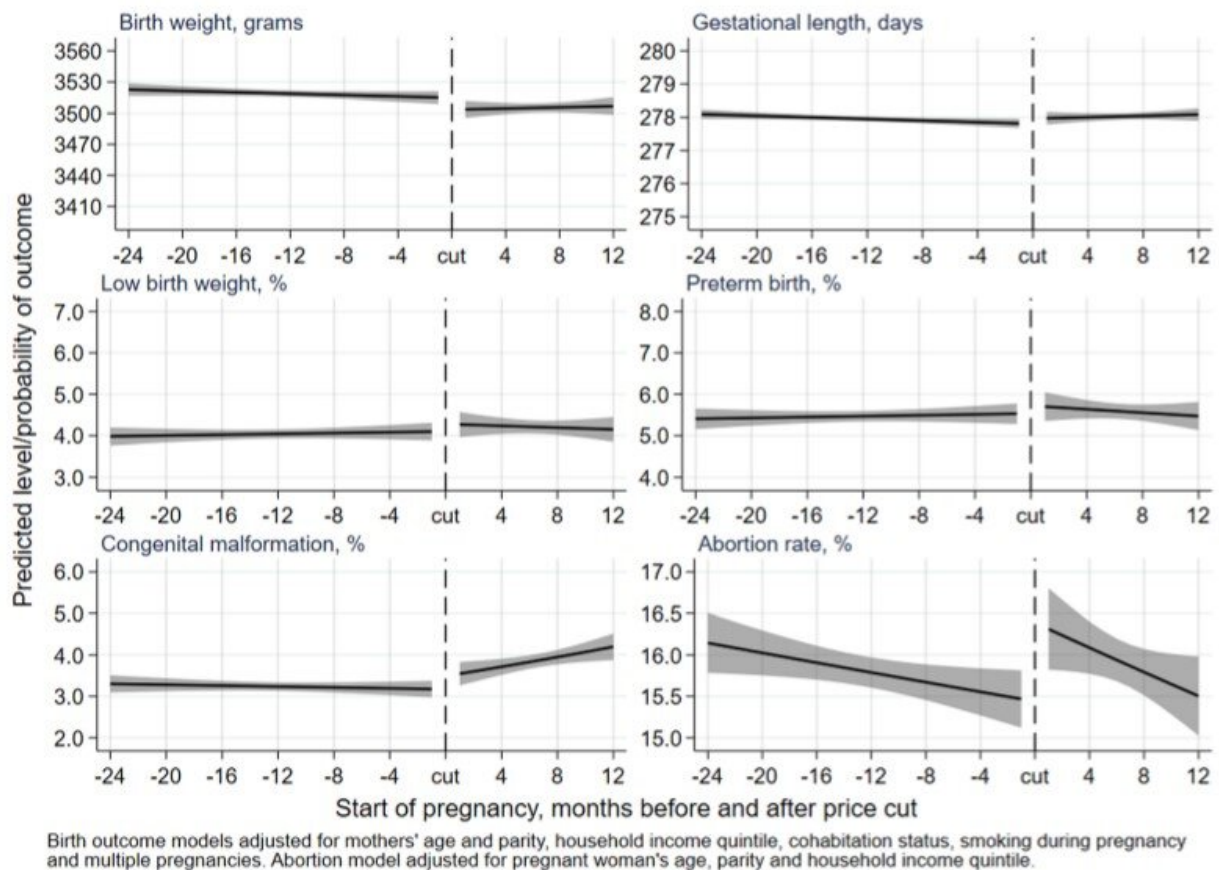 Birth weight, grams
3560
3530
3500
3470
3440
3410
-24 -20 -16 -12 -8 -4 cut 4 8 12
Gestational length, days
280
279
278
277
276
275
-24 -20 -16 -12 -8 -4 cut 4 8 12
Low birth weight, %
7.0
6.0
5.0
4.0
3.0
-24 -20 -16 -12 -8 -4 cut 4 8 12
Preterm birth, %
8.0
7.0
6.0
5.0
4.0
-24 -20 -16 -12 -8 -4 cut 4 8 12
Congenital malformation, %
6.0
5.0
4.0
3.0
2.0
-24 -20 -16 -12 -8 -4 cut 4 8 12
Abortion rate, %
17.0
16.5
16.0
15.5
15.0
-24 -20 -16 -12 -8 -4 cut 4 8 12
Predicted level/probability of outcome
Start of pregnancy, months before and after price cut
Birth outcome models adjusted for mothers' age and parity, household income quintile, cohabitation status, smoking during pregnancy
and multiple pregnancies. Abortion model adjusted for pregnant woman's age, parity and household income quintile.